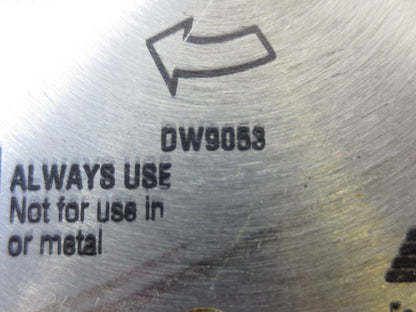 DW9053
ALWAYS USE
Not for use in
or metal